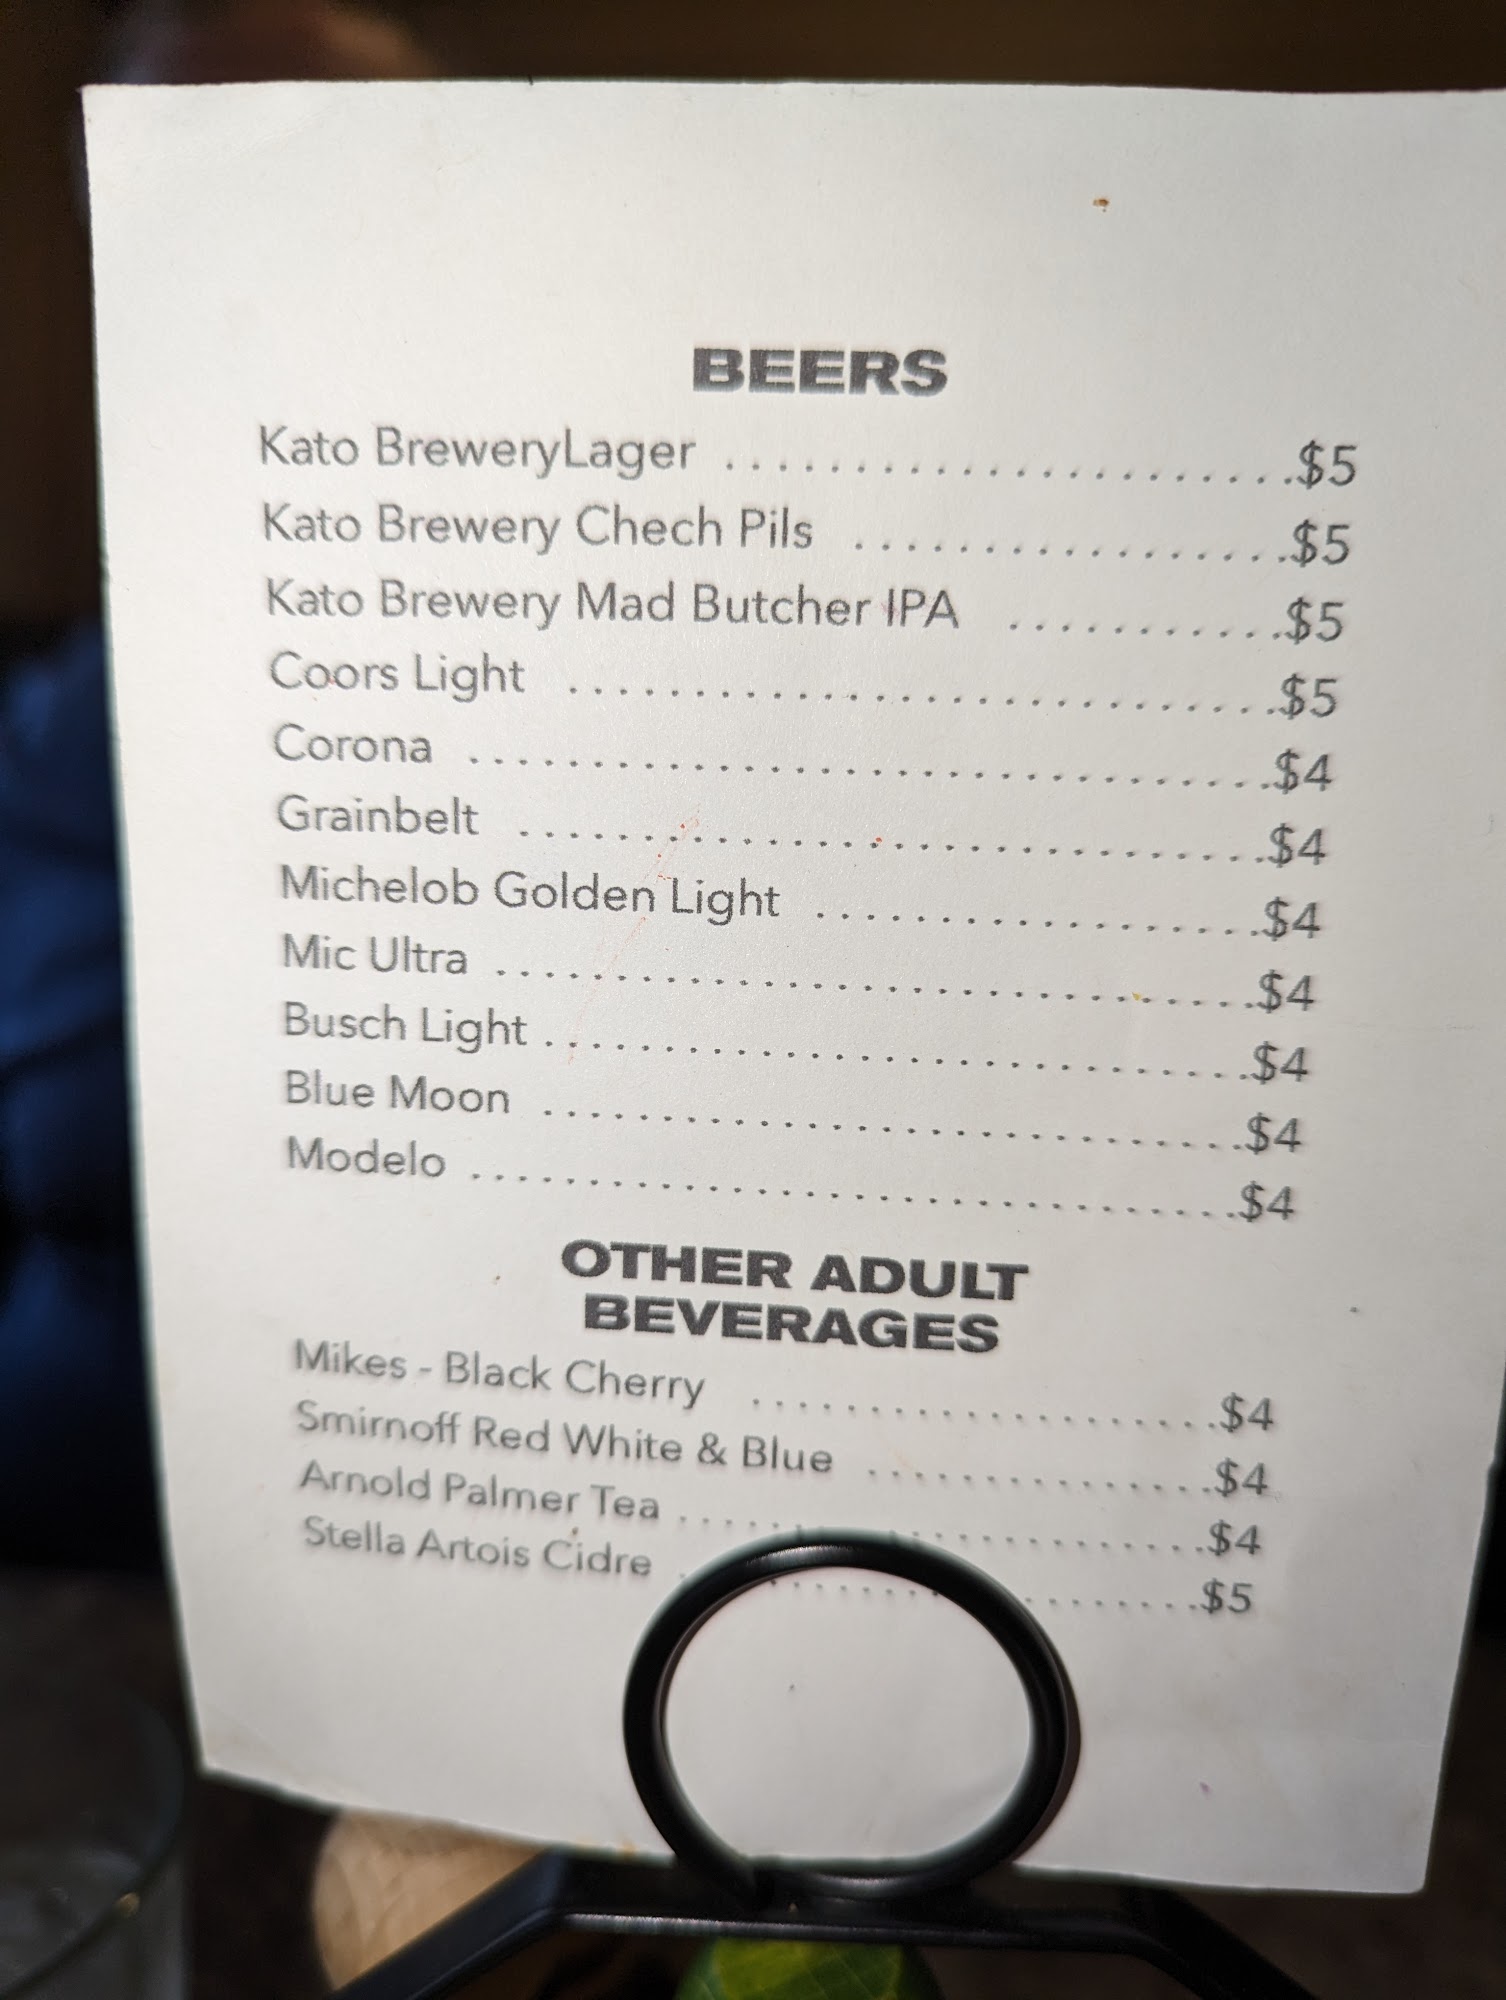 BEERS
Kato BreweryLager ......................$5
Kato Brewery Chech Pils .................$5
Kato Brewery Mad Butcher IPA ...........$5
Coors Light ............................$5
Corona ................................$4
Grainbelt ..............................$4
Michelob Golden Light ..................$4
Mic Ultra ...............................$4
Busch Light .............................$4
Blue Moon .............................$4
Modelo ................................$4
OTHER ADULT
BEVERAGES
Mikes - Black Cherry ....................$4
Smirnoff Red White & Blue ...............$4
Arnold Palmer Tea ......................$4
Stella Artois Cidre ......................$5